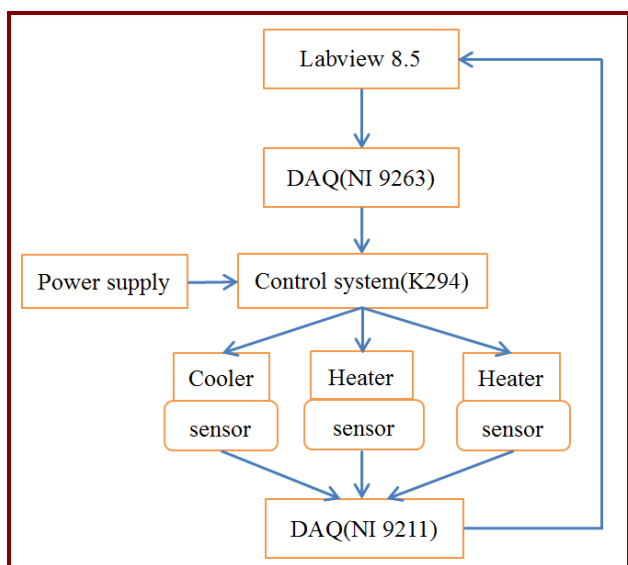 Labview 8.5
DAQ(NI 9263)
Power supply
Control system(K294)
Cooler
Heater
Heater
sensor
sensor
sensor
DAQ(NI 9211)